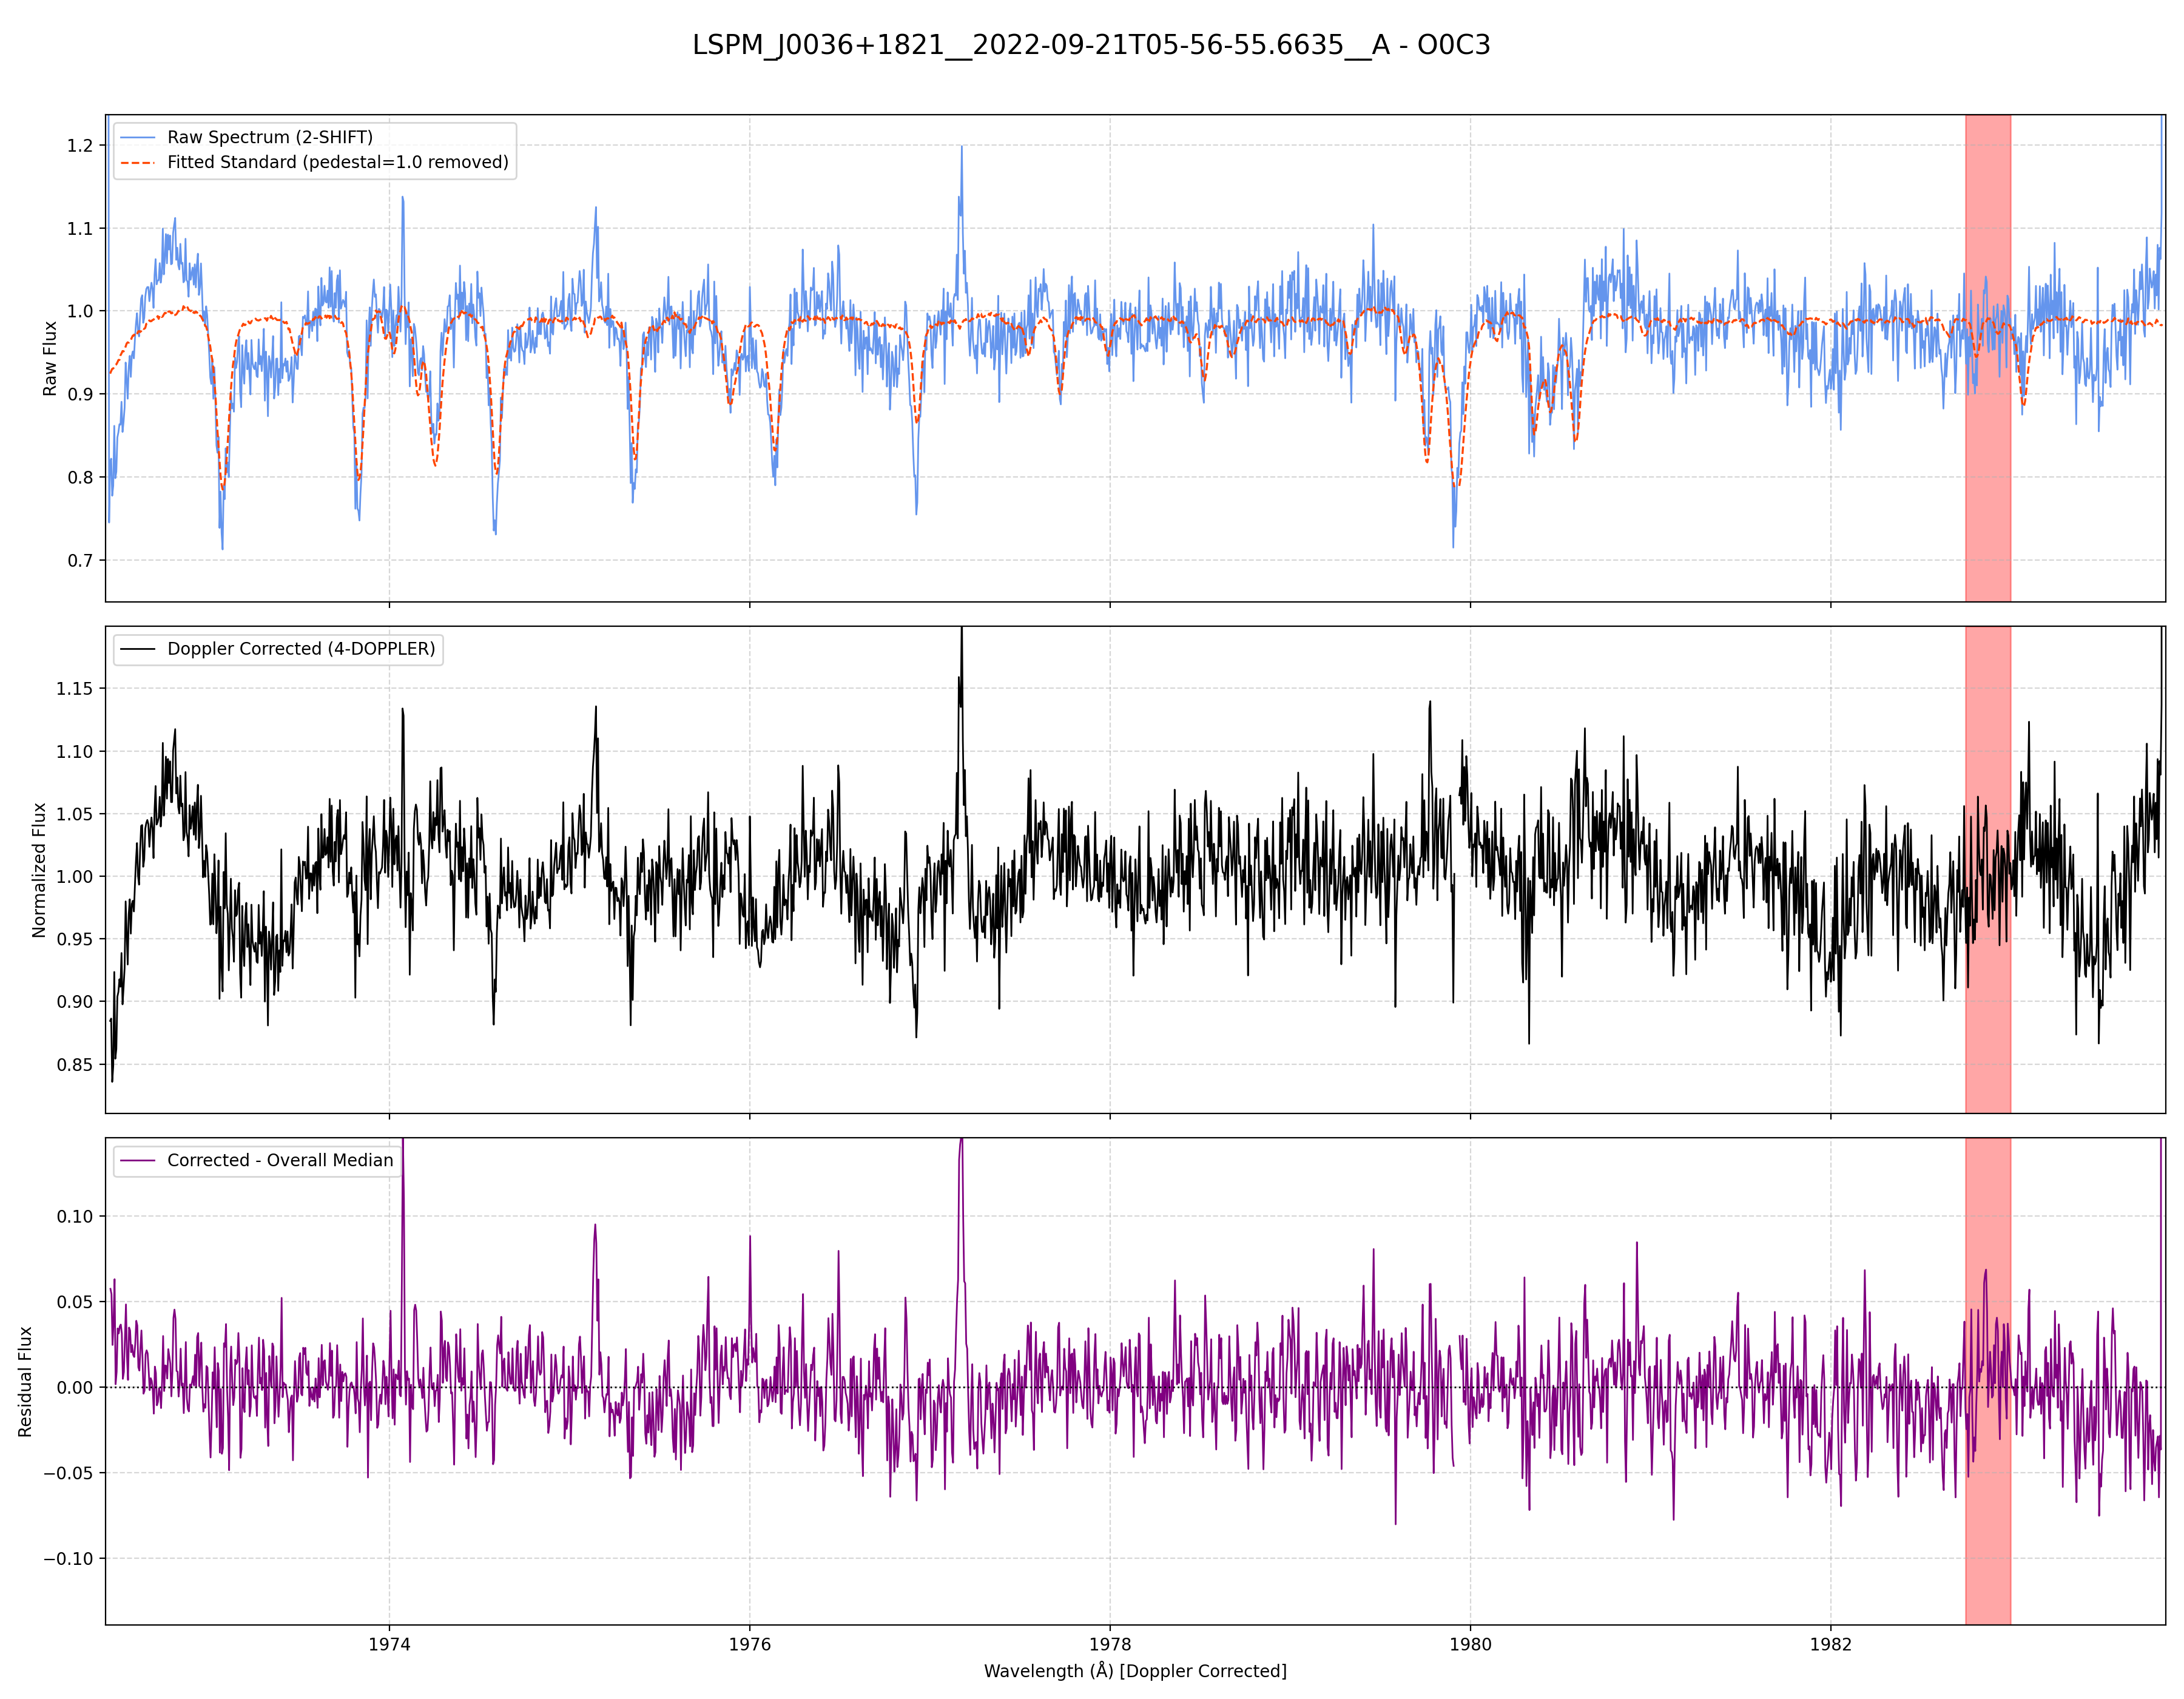 LSPM_J0036+1821__2022-09-21T05-56-55.6635__A - O0C3
Raw Spectrum (2-SHIFT)
Fitted Standard (pedestal=1.0 removed)
1.2
1.1
1.0
0.9
0.8
0.7
Raw Flux
Doppler Corrected (4-DOPPLER)
1.15
1.10
1.05
1.00
0.95
0.90
0.85
Normalized Flux
Corrected - Overall Median
0.10
0.05
0.00
−0.05
−0.10
Residual Flux
1974
1976
1978
1980
1982
Wavelength (Å) [Doppler Corrected]